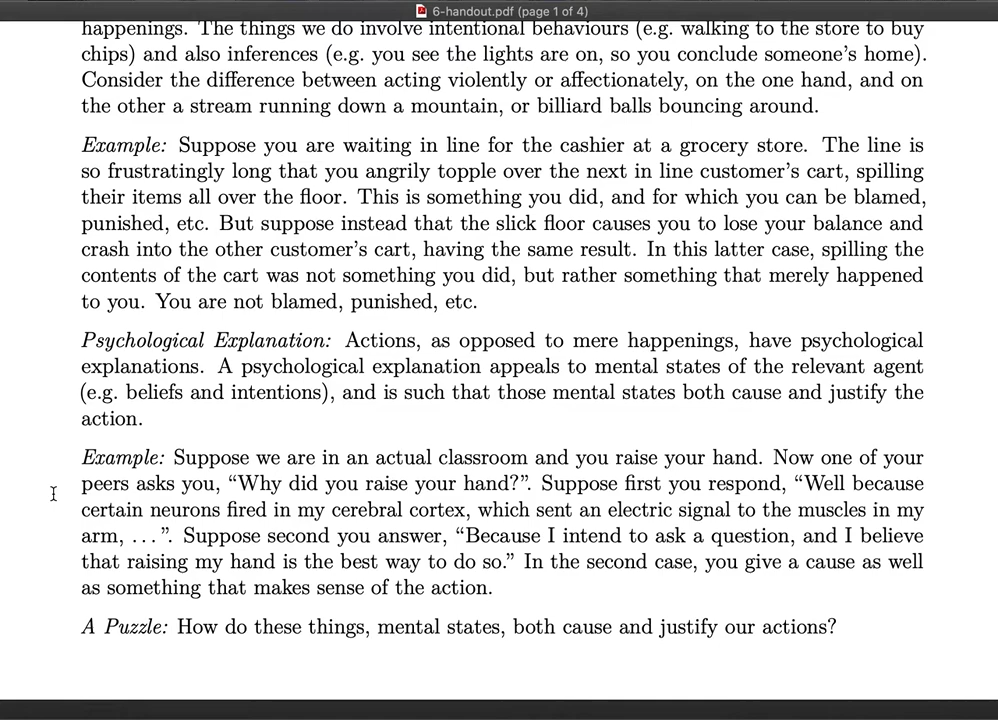 6-handout.pdf (page 1 of 4)
happenings. The things we do involve intentional behaviours (e.g. walking to the store to buy
chips) and also inferences (e.g. you see the lights are on, so you conclude someone's home).
Consider the difference between acting violently or affectionately, on the one hand, and on
the other a stream running down a mountain, or billiard balls bouncing around.
Example: Suppose you are waiting in line for the cashier at a grocery store. The line is
so frustratingly long that you angrily topple over the next in line customer's cart, spilling
their items all over the floor. This is something you did, and for which you can be blamed,
punished, etc. But suppose instead that the slick floor causes you to lose your balance and
crash into the other customer's cart, having the same result. In this latter case, spilling the
contents of the cart was not something you did, but rather something that merely happened
to you. You are not blamed, punished, etc.
Psychological Explanation: Actions, as opposed to mere happenings, have psychological
explanations. A psychological explanation appeals to mental states of the relevant agent
(e.g. beliefs and intentions), and is such that those mental states both cause and justify the
action.
Example: Suppose we are in an actual classroom and you raise your hand. Now one of your
peers asks you, “Why did you raise your hand?”. Suppose first you respond, “Well because
certain neurons fired in my cerebral cortex, which sent an electric signal to the muscles in my
arm, ...”. Suppose second you answer, “Because I intend to ask a question, and I believe
that raising my hand is the best way to do so.” In the second case, you give a cause as well
as something that makes sense of the action.
A Puzzle: How do these things, mental states, both cause and justify our actions?